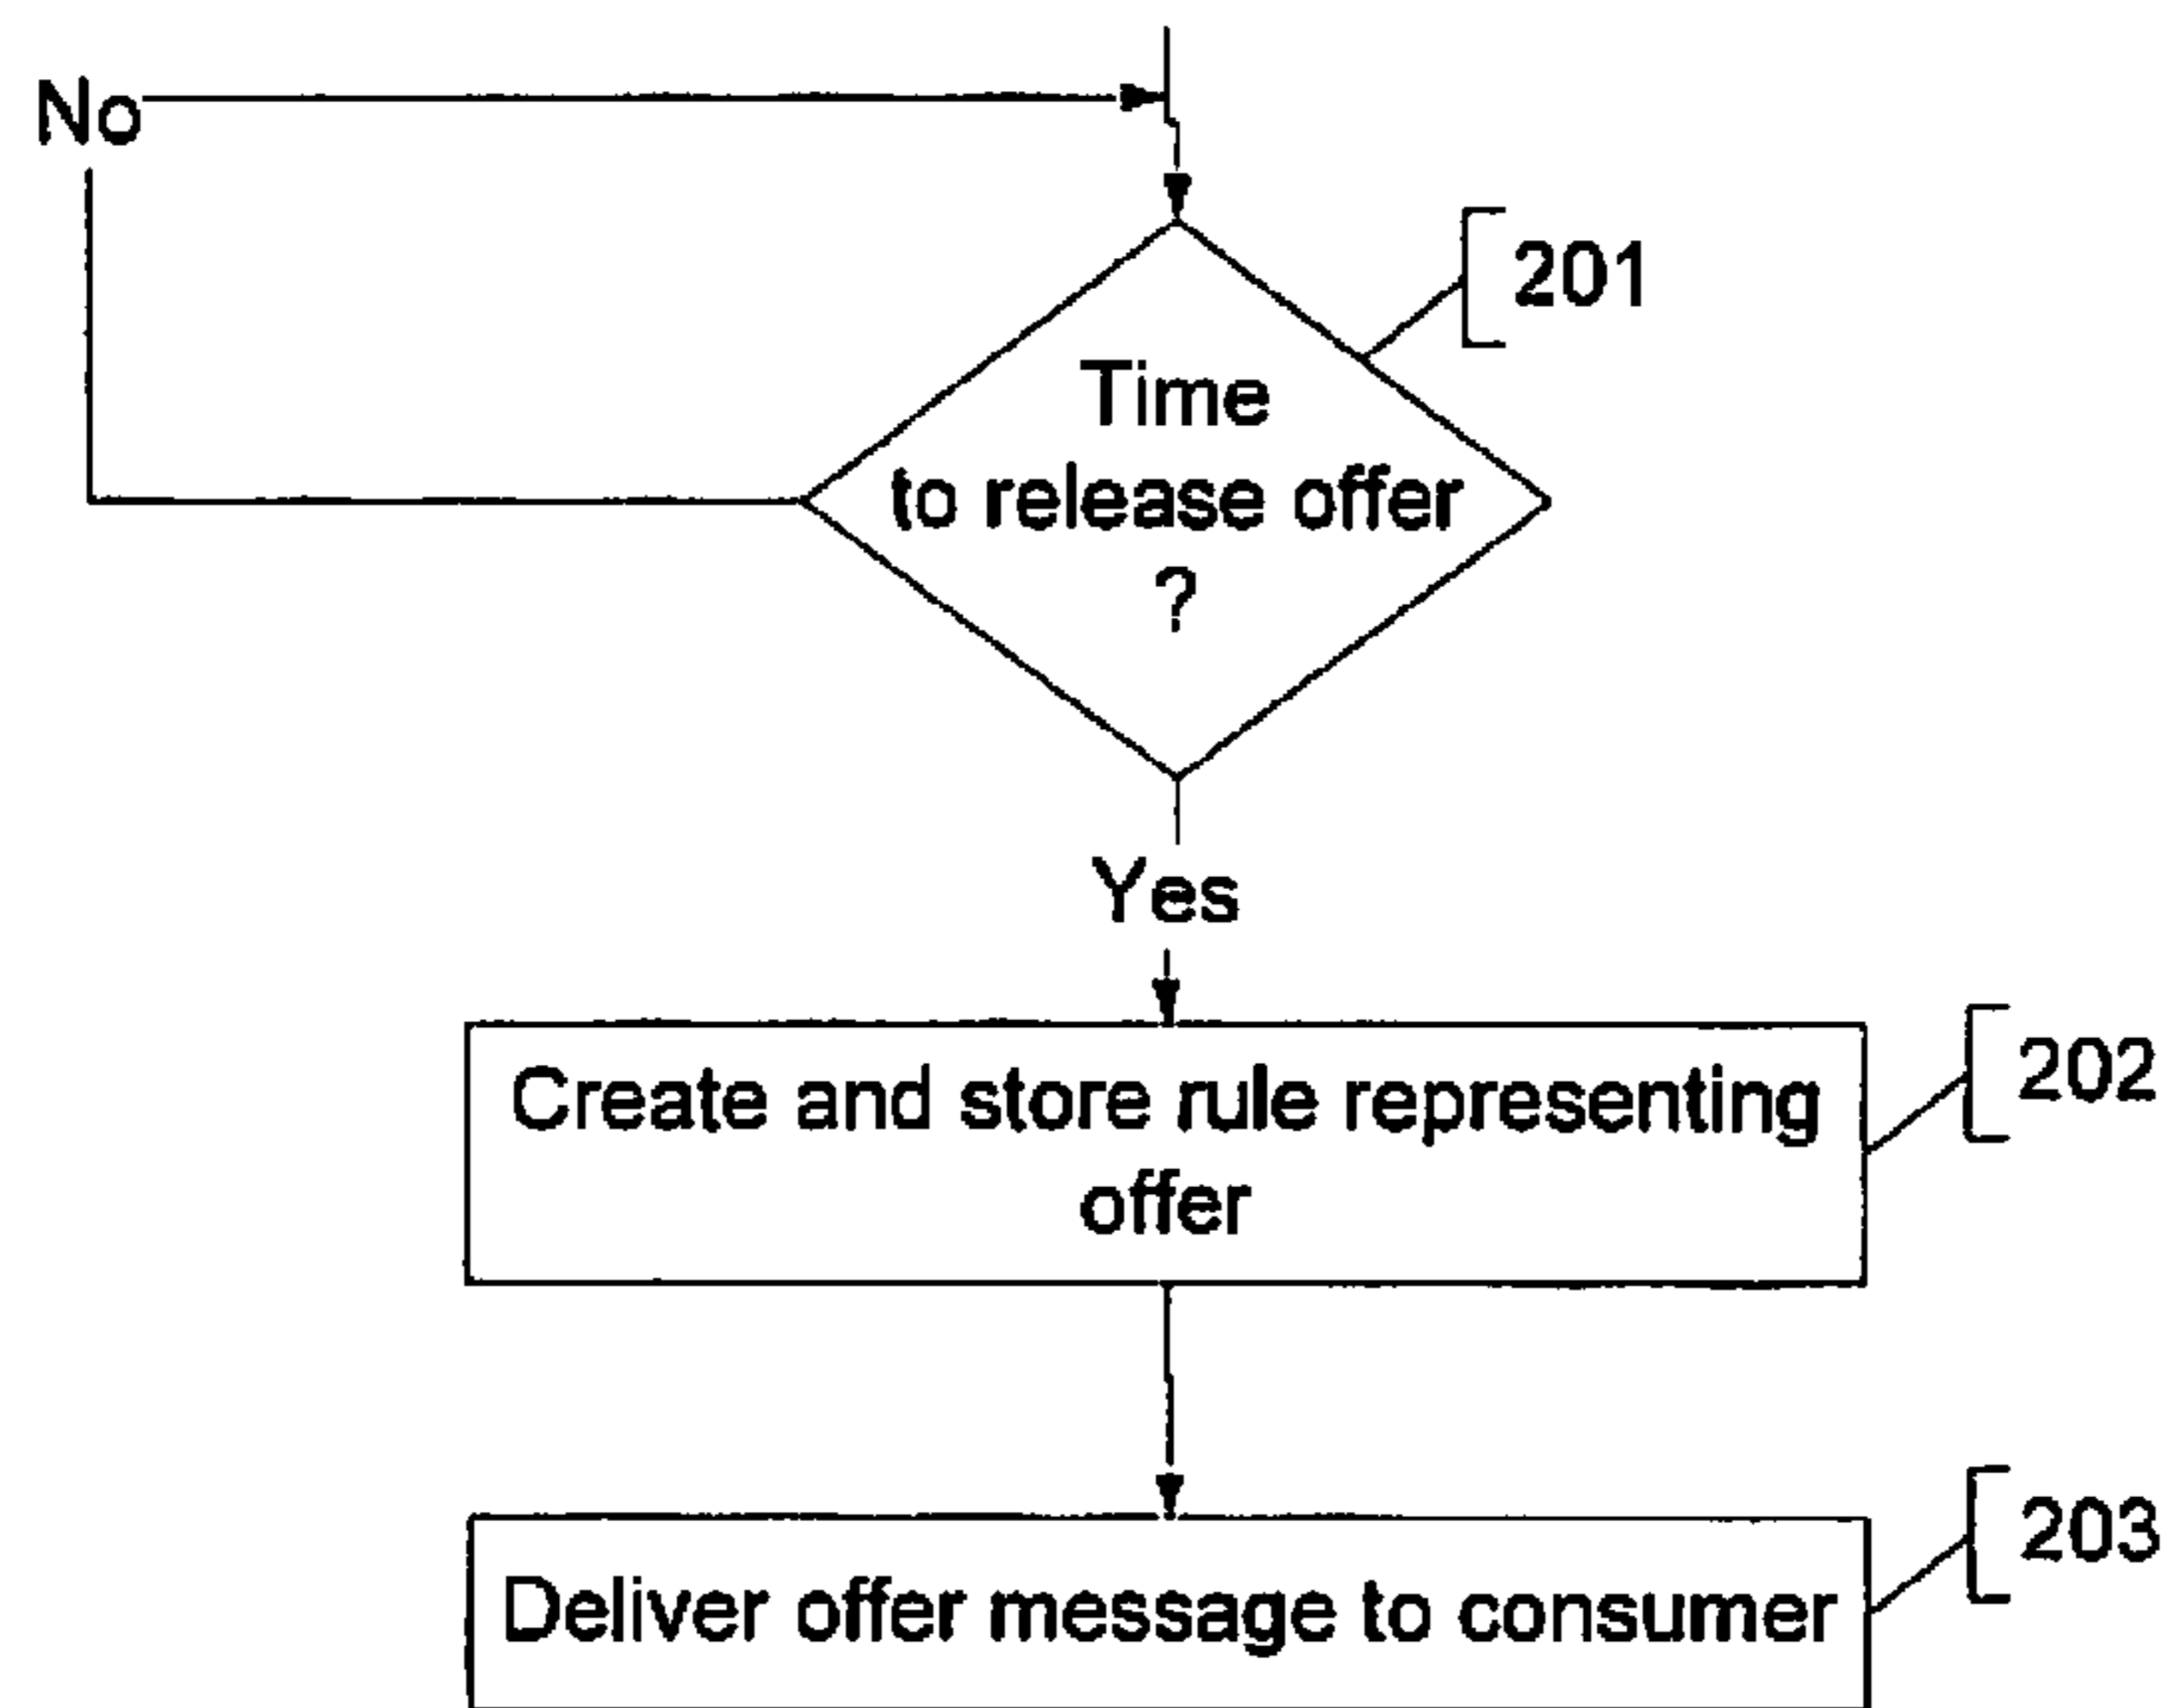 No
201
Time
to release offer
?
Yes
Create and store rule representing
offer
202
Deliver offer message to consumer
203